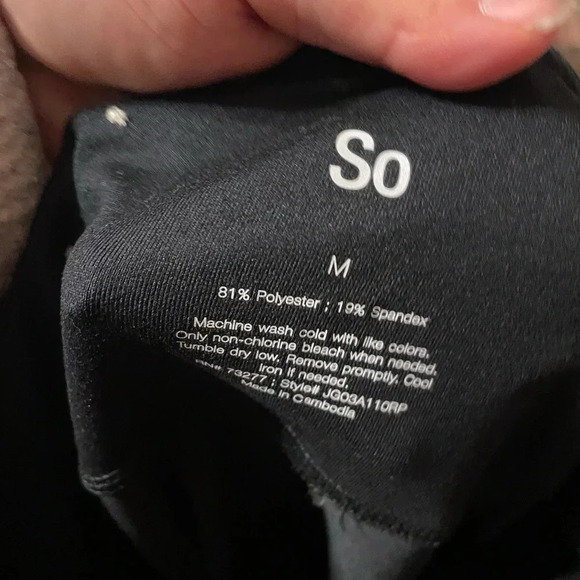 So
M
81% Polyester ; 19% Spandex
Machine wash cold with like colors.
Only non-chlorine bleach when needed.
Tumble dry low. Remove promptly. Cool
Iron if needed.
RN# 73277 ; Style# JG03A110RP
Made in Cambodia